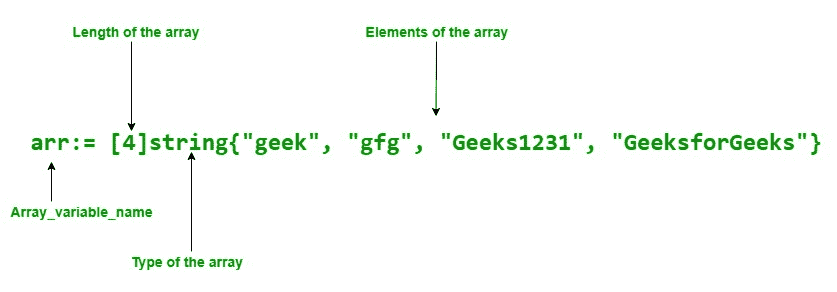 Length of the array
Elements of the array
arr:= [4]string{"geek", "gfg", "Geeks1231", "GeeksforGeeks"}
Array_variable_name
Type of the array